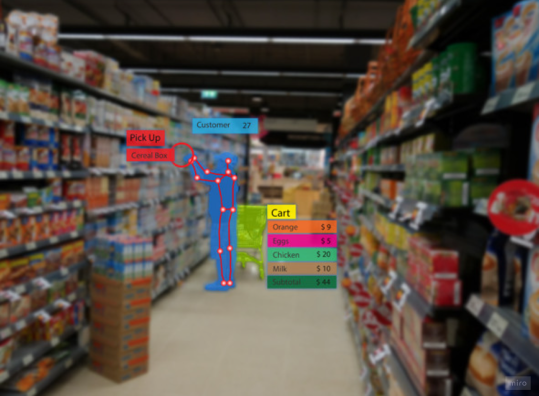 Customer 27
Pick Up
Cereal Box
Cart
Orange $ 9
Eggs $ 5
Chicken $ 20
Milk $ 10
Subtotal $ 44
miro